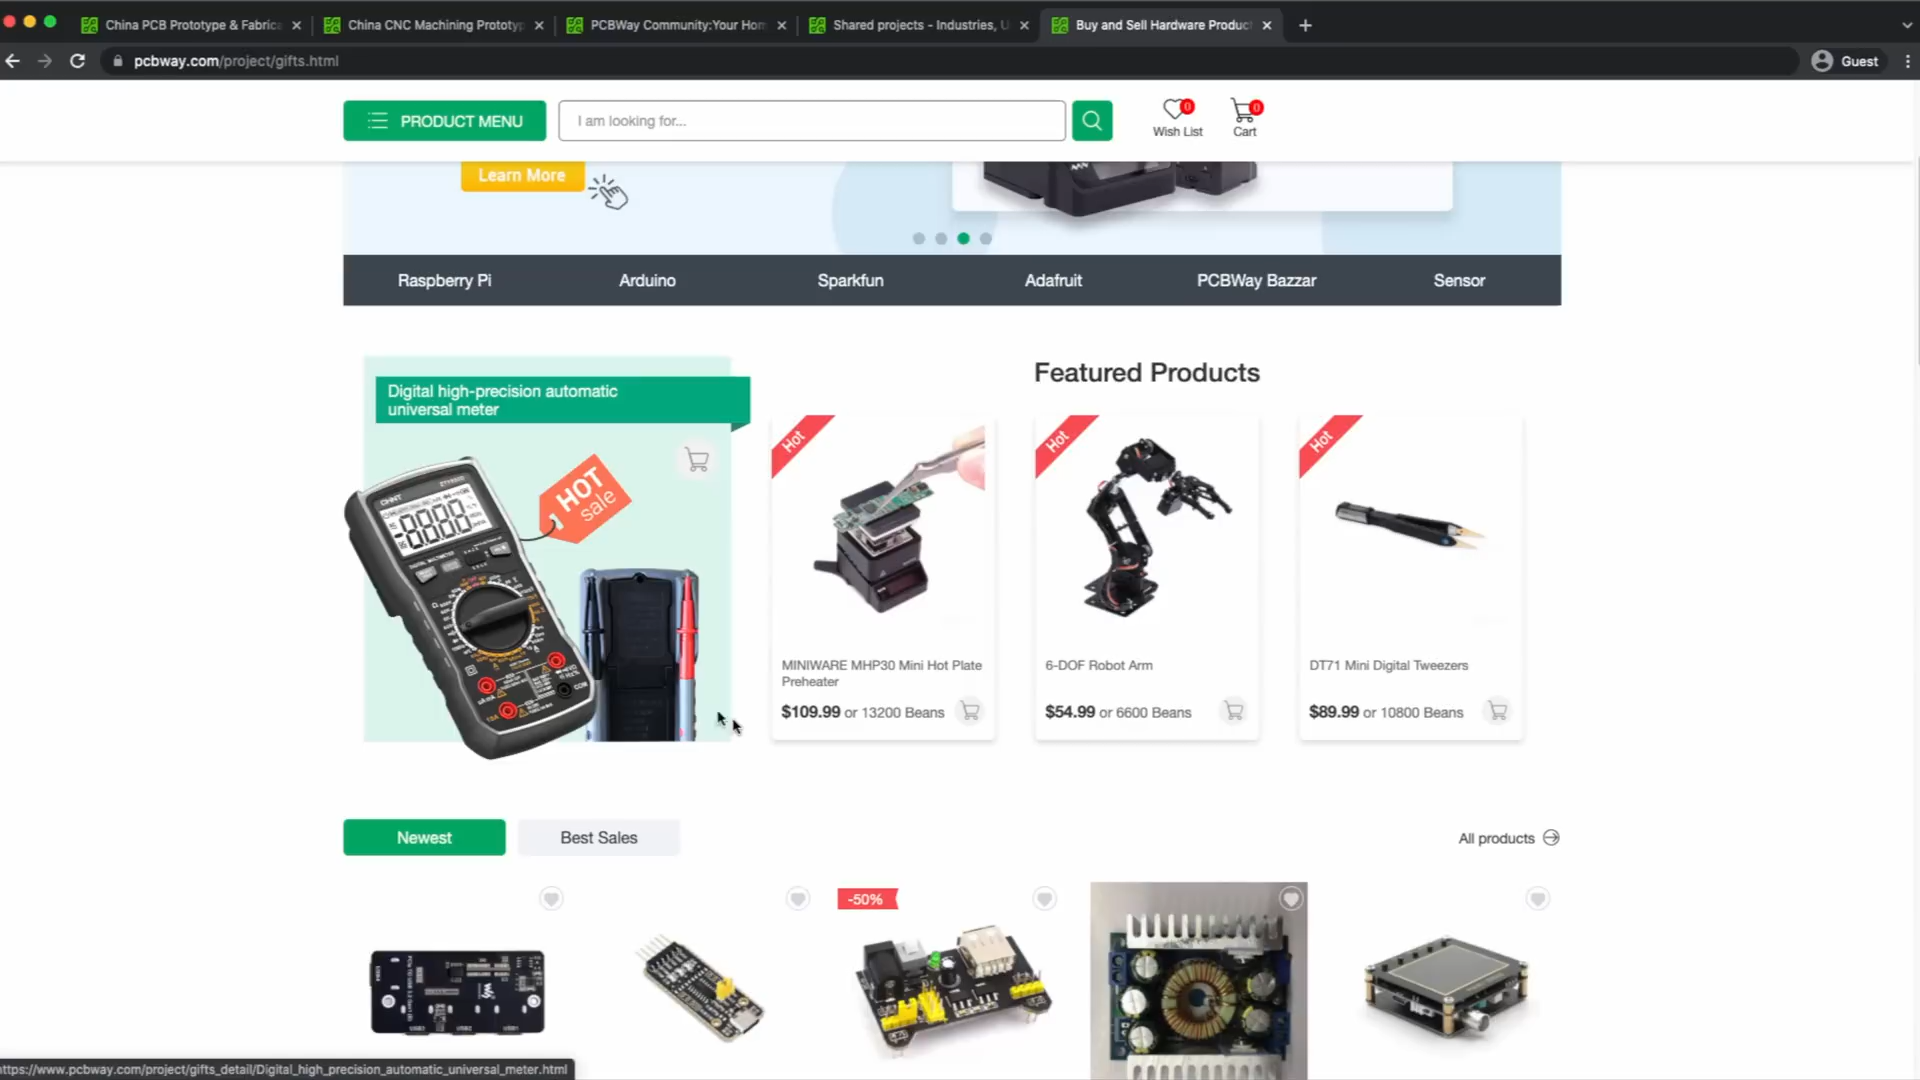 China PCB Prototype & Fabrica
China CNC Machining Prototyp
PCBWay Community:Your Hom
Shared projects - Industries, U
Buy and Sell Hardware Produc
pcbway.com/project/gifts.html
Guest
PRODUCT MENU
I am looking for...
0
Wish List
0
Cart
Learn More
Raspberry Pi
Arduino
Sparkfun
Adafruit
PCBWay Bazzar
Sensor
Digital high-precision automatic
universal meter
HOT
sale
Featured Products
Hot
Hot
Hot
MINIWARE MHP30 Mini Hot Plate
Preheater
$109.99 or 13200 Beans
6-DOF Robot Arm
$54.99 or 6600 Beans
DT71 Mini Digital Tweezers
$89.99 or 10800 Beans
Newest
Best Sales
All products
-50%
https://www.pcbway.com/project/gifts_detail/Digital_high_precision_automatic_universal_meter.html